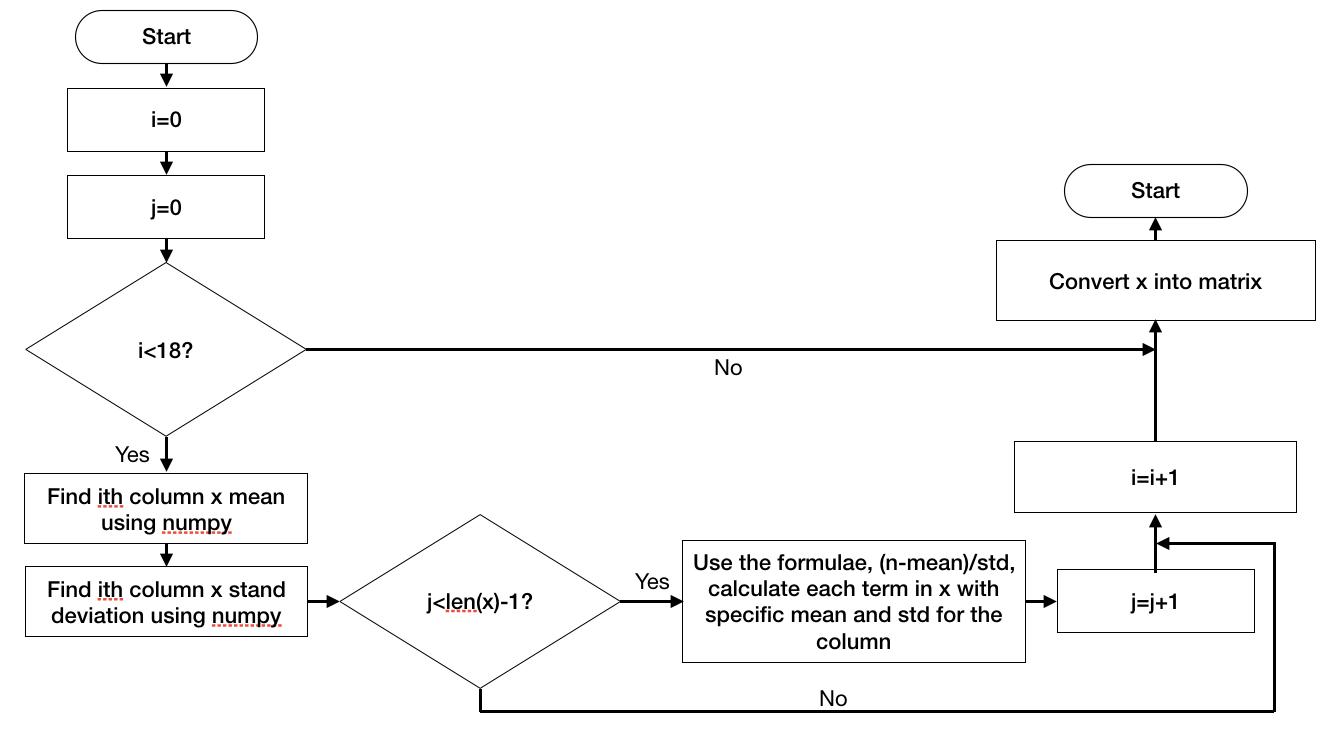 Start
i=0
j=0
i<18?
No
Yes
Find ith column x mean
using numpy
Find ith column x stand
deviation using numpy
j<len(x)-1?
Yes
No
Use the formulae, (n-mean)/std,
calculate each term in x with
specific mean and std for the
column
j=j+1
i=i+1
Convert x into matrix
Start